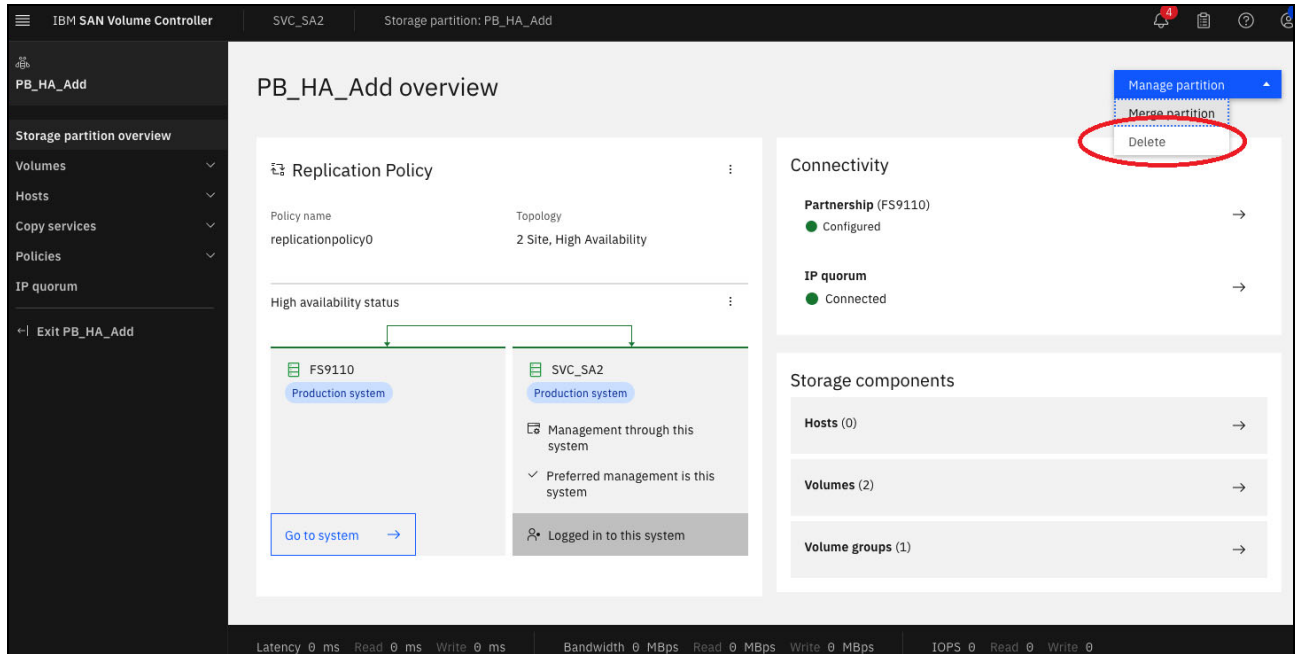 IBM SAN Volume Controller
SVC_SA2
Storage partition: PB_HA_Add
4
PB_HA_Add
Storage partition overview
Volumes
Hosts
Copy services
Policies
IP quorum
Exit PB_HA_Add
PB_HA_Add overview
Manage partition
Merge partition
Delete
Replication Policy
Policy name
Topology
replicationpolicy0
2 Site, High Availability
High availability status
FS9110
Production system
Go to system
SVC_SA2
Production system
Management through this
system
Preferred management is this
system
Logged in to this system
Connectivity
Partnership (FS9110)
Configured
IP quorum
Connected
Storage components
Hosts (0)
Volumes (2)
Volume groups (1)
Latency 0 ms Read 0 ms Write 0 ms
Bandwidth 0 MBps Read 0 MBps Write 0 MBps
IOPS 0 Read 0 Write 0